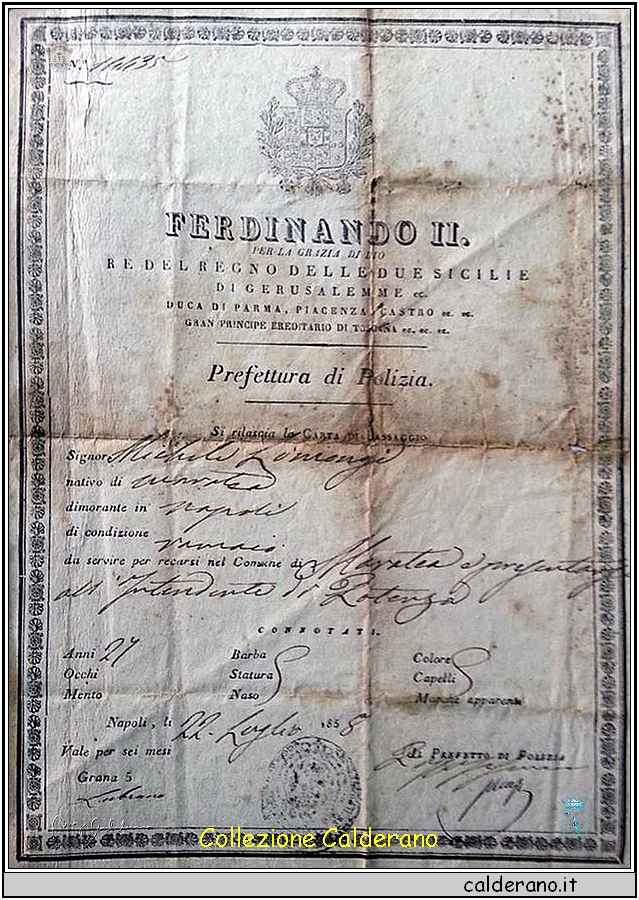 N.
FERDINANDO II.
PER LA GRAZIA DI DIO
RE DEL REGNO DELLE DUE SICILIE
DI GERUSALEMME ec.
DUCA DI PARMA, PIACENZA, CASTRO ec. ec.
GRAN PRINCIPE EREDITARIO DI TOSCANA ec. ec. ec.
Prefettura di Polizia.
Si rilascia la CARTA DI PASSAGGIO
Signor Michele Limongi
nativo di Maratea
dimorante in Napoli
di condizione ramaio
da servire per recarsi nel Comune di Maratea e presentarsi
all'Intendente di Potenza
CONNOTATI.
Anni 27 Barba Colore
Occhi Statura Capelli
Mento Naso Marche apparenti
Napoli, li 22 Luglio 1858
Vale per sei mesi IL PREFETTO DI POLIZIA
Grana 5
Collezione Calderano
calderano.it